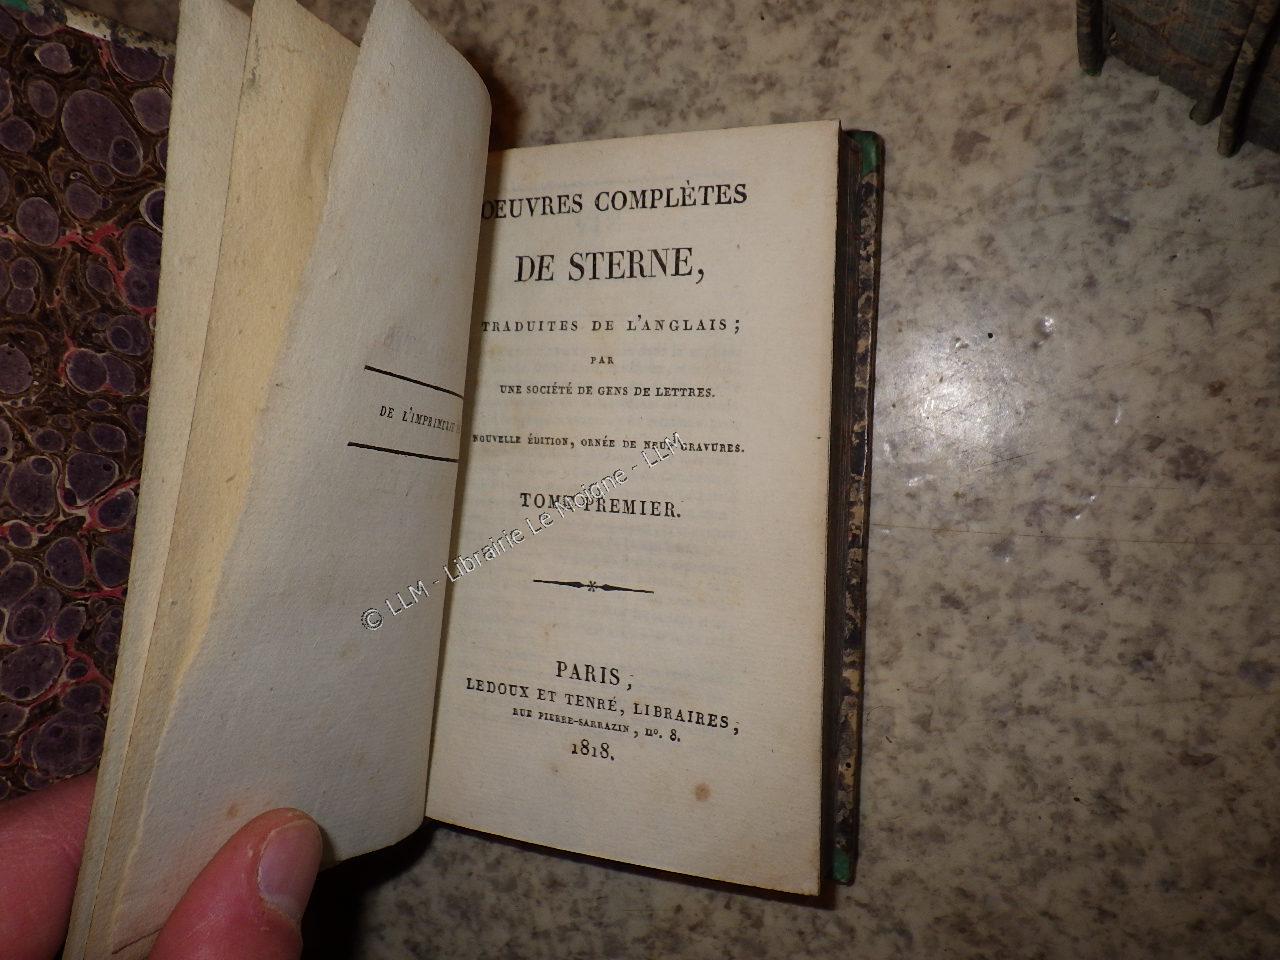 DE L'IMPRIMERIE
OEUVRES COMPLÈTES
DE STERNE,
TRADUITES DE L'ANGLAIS;
PAR
UNE SOCIÉTÉ DE GENS DE LETTRES.
NOUVELLE ÉDITION, ORNÉE DE NEUF GRAVURES.
TOME PREMIER.
PARIS,
LEDOUX ET TENRÉ, LIBRAIRES,
RUE PIERRE-SARRAZIN, n°. 8.
1818.
© LLM - Librairie Le Moigne - LLM